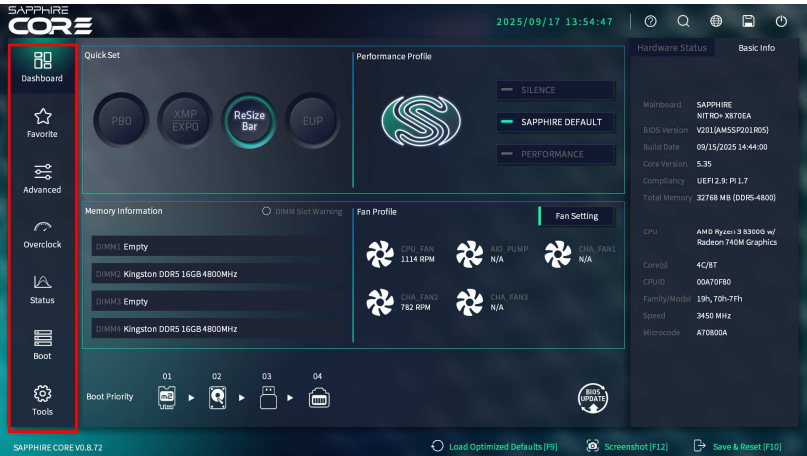 SAPPHIRE
CORE
2025/09/17 13:54:47
Dashboard
Favorite
Advanced
Overclock
Status
Boot
Tools
Quick Set
PBO
XMP
EXPO
ReSize
Bar
EUP
Performance Profile
SILENCE
SAPPHIRE DEFAULT
PERFORMANCE
Memory Information
DIMM Slot Warning
DIMM1 Empty
DIMM2 Kingston DDR5 16GB 4800MHz
DIMM3 Empty
DIMM4 Kingston DDR5 16GB 4800MHz
Fan Profile
Fan Setting
CPU_FAN
1114 RPM
AIO_PUMP
N/A
CHA_FAN1
N/A
CHA_FAN2
782 RPM
CHA_FAN3
N/A
Boot Priority
01
02
03
04
m2
BIOS
UPDATE
Hardware Status
Basic Info
Mainboard SAPPHIRE
NITRO+ X870EA
BIOS Version V201(AM5SP201R05)
Build Date 09/15/2025 14:44:00
Core Version 5.35
Compliancy UEFI 2.9: PI 1.7
Total Memory 32768 MB (DDR5-4800)
CPU AMD Ryzen 3 8300G w/
Radeon 740M Graphics
Core(s) 4C/8T
CPUID 00A70F80
Family/Model 19h, 70h-7Fh
Speed 3450 MHz
Microcode A70800A
SAPPHIRE CORE V0.8.72
Load Optimized Defaults [F9]
Screenshot [F12]
Save & Reset [F10]